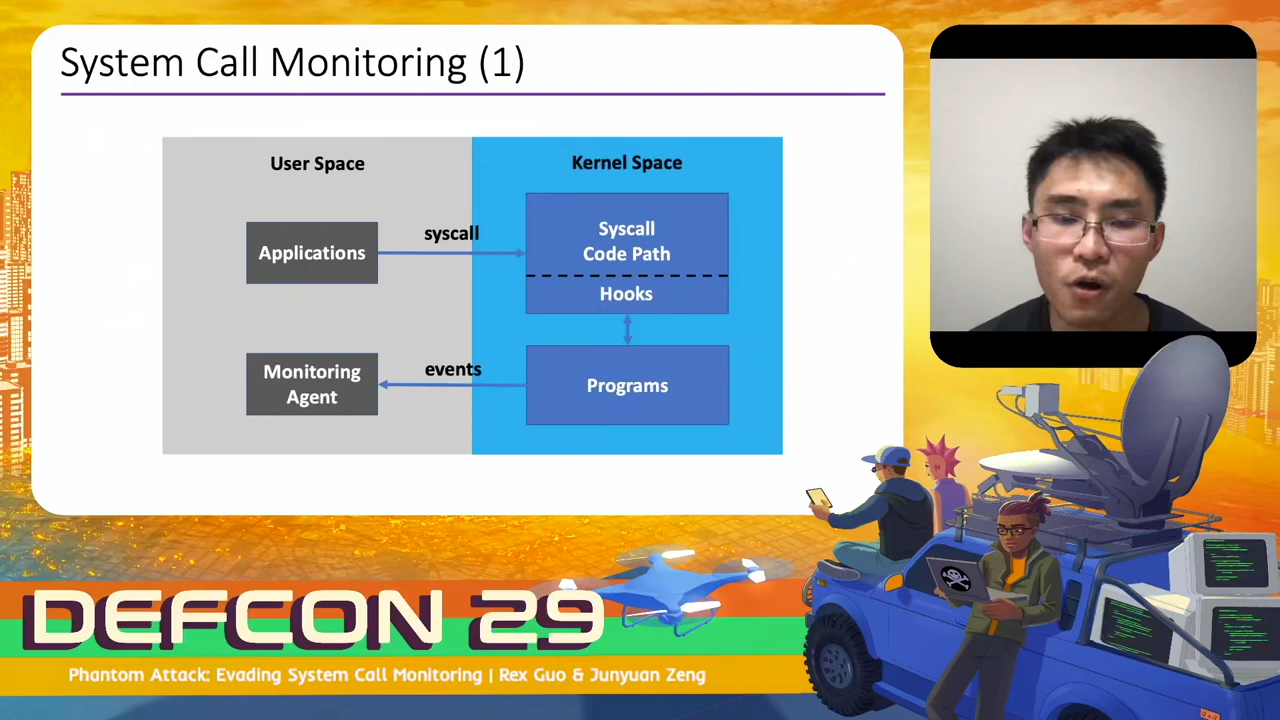 System Call Monitoring (1)
User Space
Kernel Space
Applications
syscall
Syscall
Code Path
Hooks
Monitoring
Agent
events
Programs
DEFCON 29
Phantom Attack: Evading System Call Monitoring | Rex Guo & Junyuan Zeng